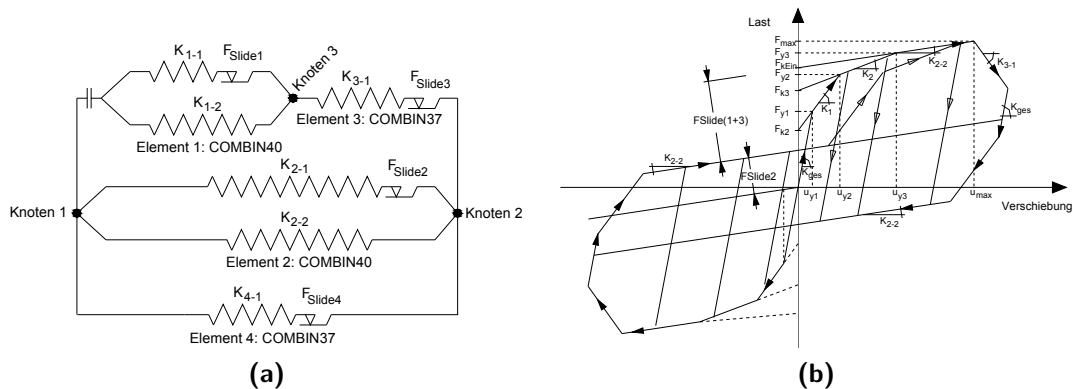 K1-1
FSlide1
Knoten 3
K3-1
FSlide3
K1-2
Element 3: COMBIN37
Element 1: COMBIN40
K2-1
FSlide2
Knoten 1
Knoten 2
K2-2
Element 2: COMBIN40
K4-1
FSlide4
Element 4: COMBIN37
(a)
Last
Fmax
Fy3
FkEin
Fy2
Fk3
Fy1
Fk2
K2
K2-2
K3-1
K1
Kges
FSlide(1+3)
K2-2
FSlide2
Kges
uy1
uy2
uy3
umax
Verschiebung
K2-2
(b)